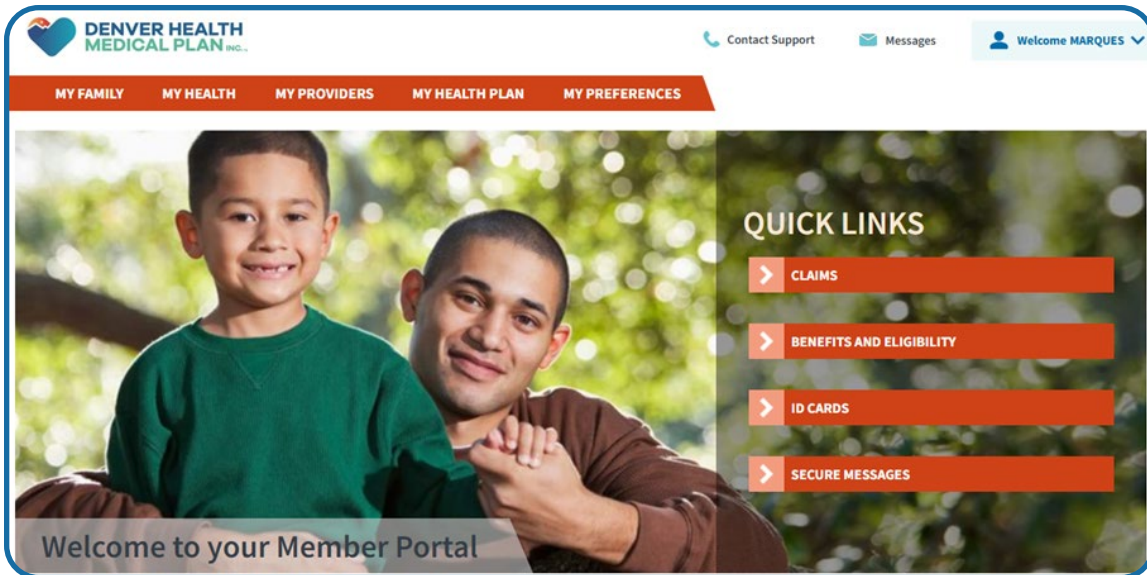 DENVER HEALTH
MEDICAL PLAN INC.
Contact Support
Messages
Welcome MARQUES
MY FAMILY
MY HEALTH
MY PROVIDERS
MY HEALTH PLAN
MY PREFERENCES
QUICK LINKS
CLAIMS
BENEFITS AND ELIGIBILITY
ID CARDS
SECURE MESSAGES
Welcome to your Member Portal